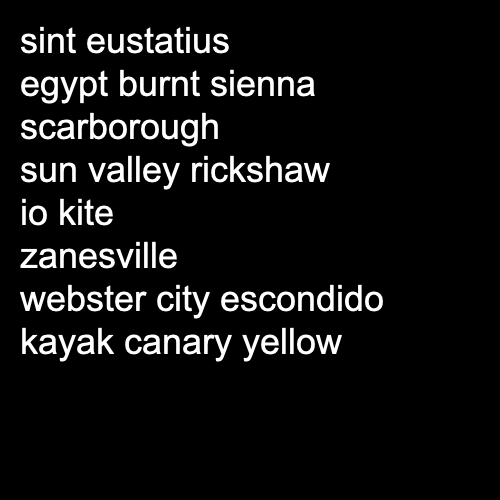 sint eustatius
egypt burnt sienna
scarborough
sun valley rickshaw
io kite
zanesville
webster city escondido
kayak canary yellow